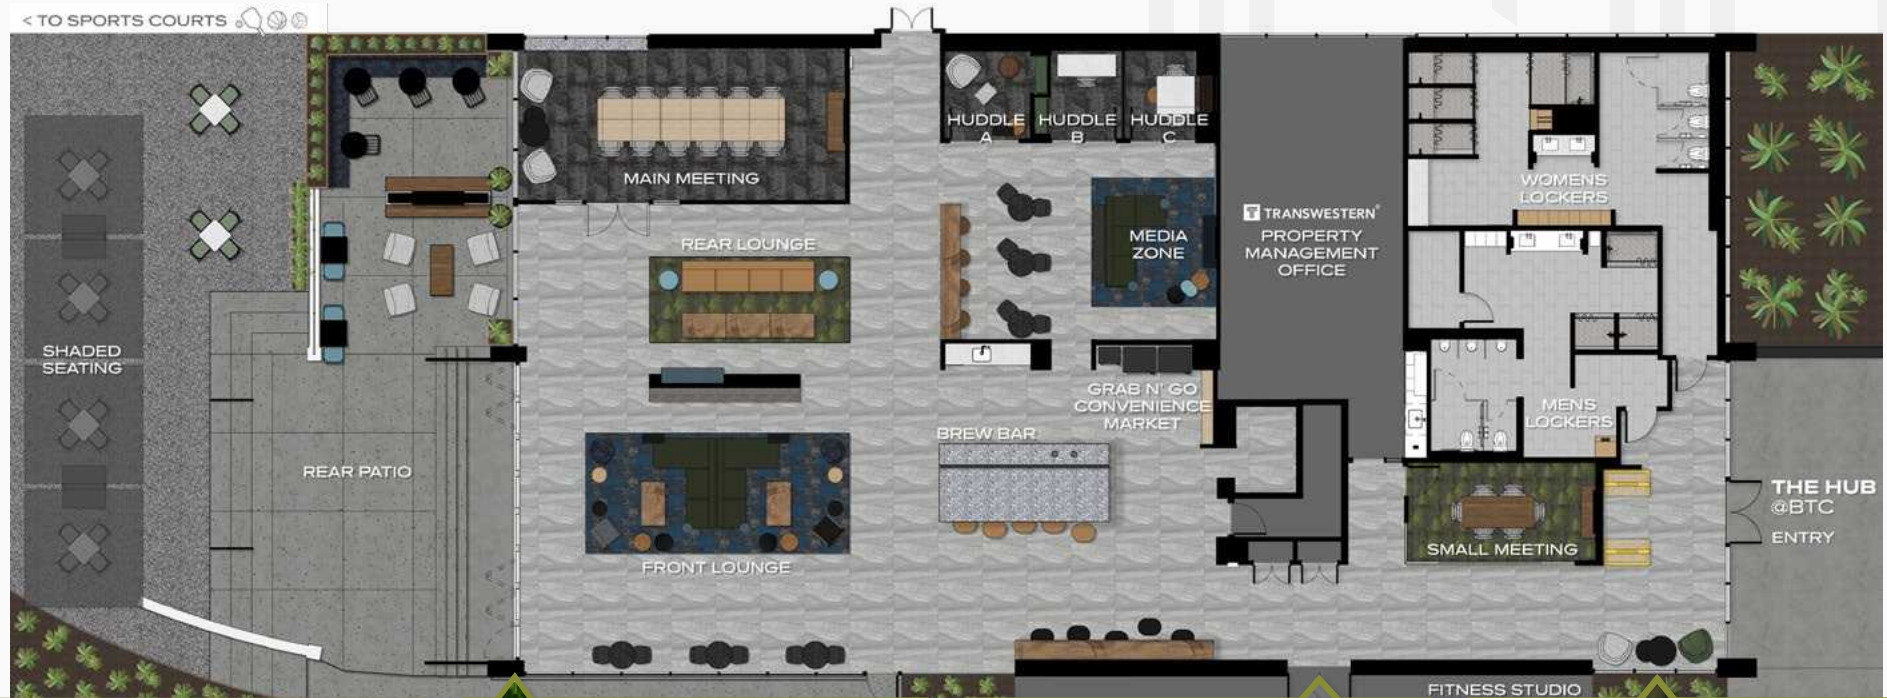 < TO SPORTS COURTS
HUDDLE
A
HUDDLE
B
HUDDLE
C
MAIN MEETING
WOMENS
LOCKERS
TRANSWESTERN®
PROPERTY
MANAGEMENT
OFFICE
REAR LOUNGE
MEDIA
ZONE
SHADED
SEATING
GRAB N' GO
CONVENIENCE
MARKET
MENS
LOCKERS
BREW BAR
REAR PATIO
THE HUB
@BTC
ENTRY
SMALL MEETING
FRONT LOUNGE
FITNESS STUDIO